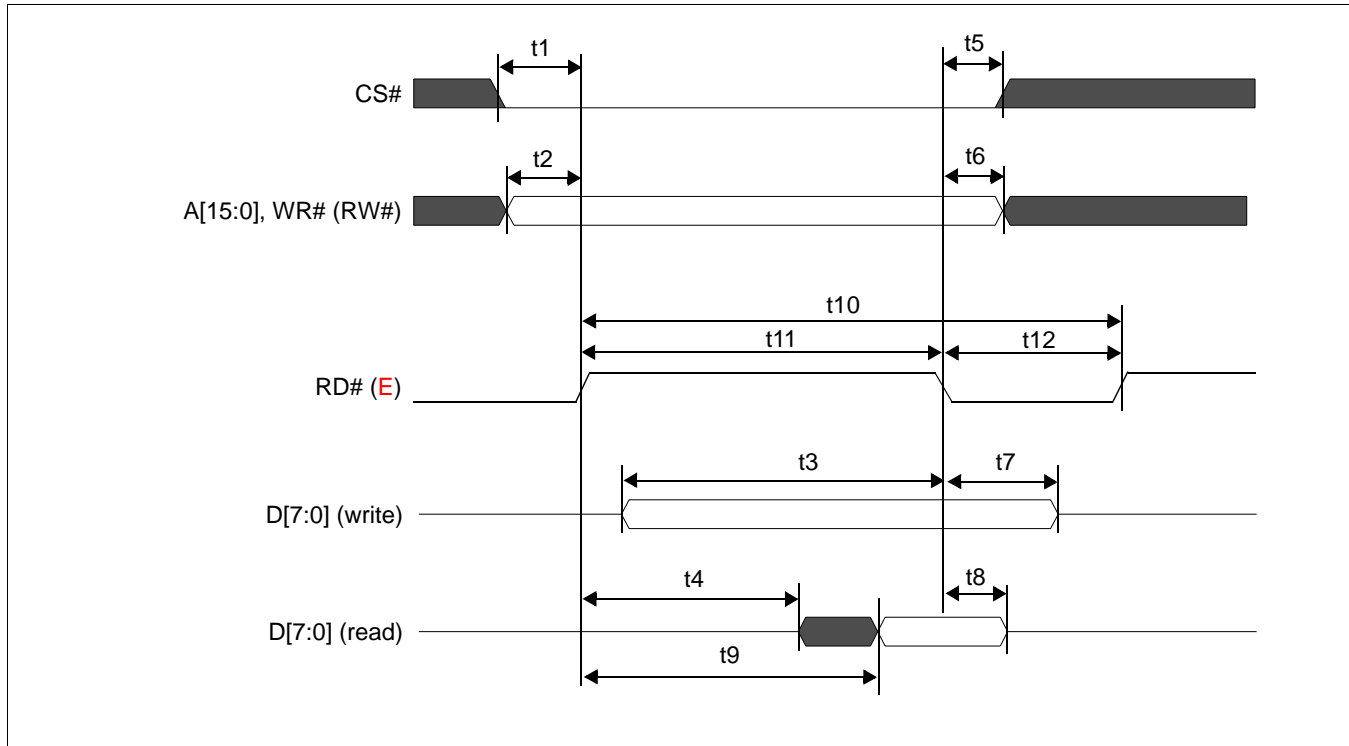 t1
t5
CS#
t2
t6
A[15:0], WR# (RW#)
t10
t11
t12
RD# (E)
t3
t7
D[7:0] (write)
t4
t8
D[7:0] (read)
t9